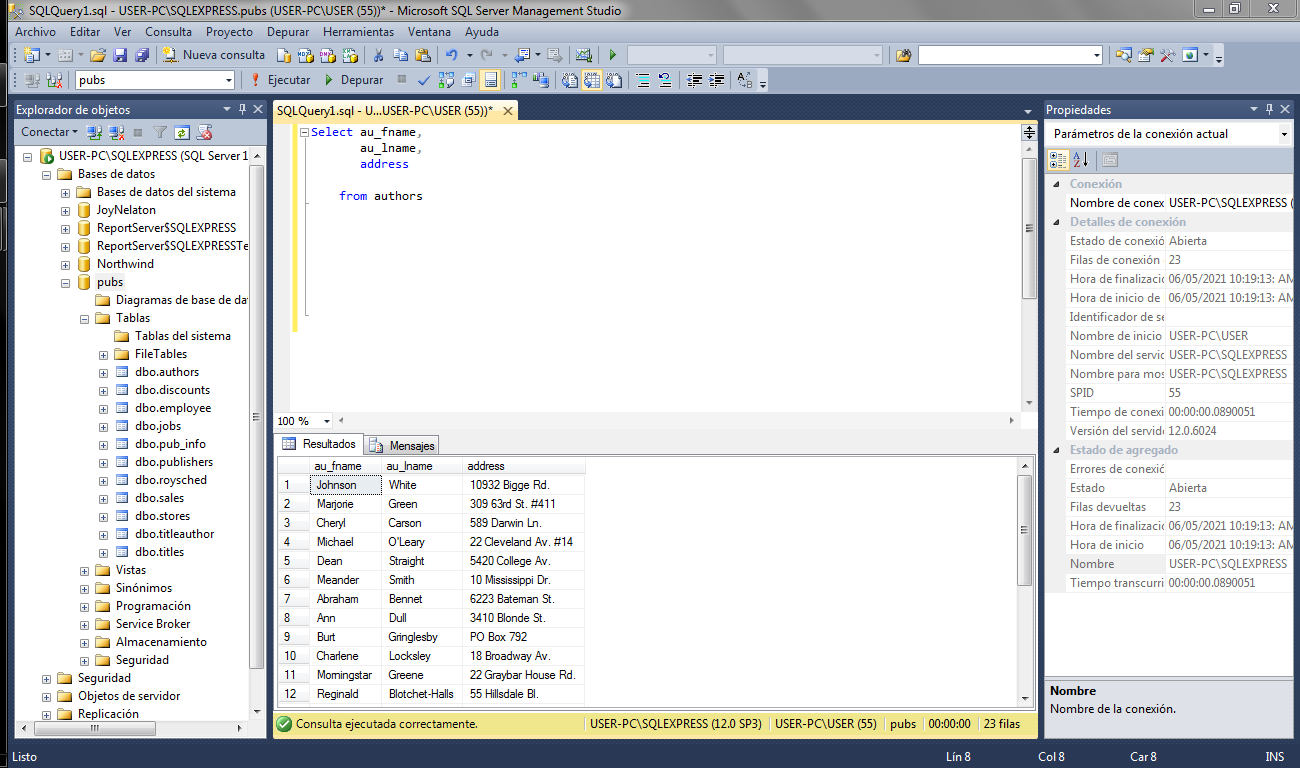 SQLQuery1.sql - USER-PC\SQLEXPRESS.pubs (USER-PC\USER (55))* - Microsoft SQL Server Management Studio
Archivo Editar Ver Consulta Proyecto Depurar Herramientas Ventana Ayuda
Nueva consulta
pubs Ejecutar Depurar
Explorador de objetos
Conectar
USER-PC\SQLEXPRESS (SQL Server 1
Bases de datos
Bases de datos del sistema
JoyNelaton
ReportServer$SQLEXPRESS
ReportServer$SQLEXPRESSTe
Northwind
pubs
Diagramas de base de da
Tablas
Tablas del sistema
FileTables
dbo.authors
dbo.discounts
dbo.employee
dbo.jobs
dbo.pub_info
dbo.publishers
dbo.roysched
dbo.sales
dbo.stores
dbo.titleauthor
dbo.titles
Vistas
Sinónimos
Programación
Service Broker
Almacenamiento
Seguridad
Seguridad
Objetos de servidor
Replicación
SQLQuery1.sql - U...USER-PC\USER (55))*
Select au_fname,
au_lname,
address
from authors
100 %
Resultados Mensajes
au_fname au_lname address
1 Johnson White 10932 Bigge Rd.
2 Marjorie Green 309 63rd St. #411
3 Cheryl Carson 589 Darwin Ln.
4 Michael O'Leary 22 Cleveland Av. #14
5 Dean Straight 5420 College Av.
6 Meander Smith 10 Mississippi Dr.
7 Abraham Bennet 6223 Bateman St.
8 Ann Dull 3410 Blonde St.
9 Burt Gringlesby PO Box 792
10 Charlene Locksley 18 Broadway Av.
11 Morningstar Greene 22 Graybar House Rd.
12 Reginald Blotchet-Halls 55 Hillsdale Bl.
Consulta ejecutada correctamente. USER-PC\SQLEXPRESS (12.0 SP3) USER-PC\USER (55) pubs 00:00:00 23 filas
Propiedades
Parámetros de la conexión actual
Conexión
Nombre de conex USER-PC\SQLEXPRESS (
Detalles de conexión
Estado de conexió Abierta
Filas de conexión 23
Hora de finalizació 06/05/2021 10:19:13: AM
Hora de inicio de 06/05/2021 10:19:13: AM
Identificador de se
Nombre de inicio USER-PC\USER
Nombre del servic USER-PC\SQLEXPRESS
Nombre para mos USER-PC\SQLEXPRESS
SPID 55
Tiempo de conexi 00:00:00.0890051
Versión del servid 12.0.6024
Estado de agregado
Errores de conexió
Estado Abierta
Filas devueltas 23
Hora de finalizació 06/05/2021 10:19:13: AM
Hora de inicio 06/05/2021 10:19:13: AM
Nombre USER-PC\SQLEXPRESS
Tiempo transcurri 00:00:00.0890051
Nombre
Nombre de la conexión.
Listo Lín 8 Col 8 Car 8 INS